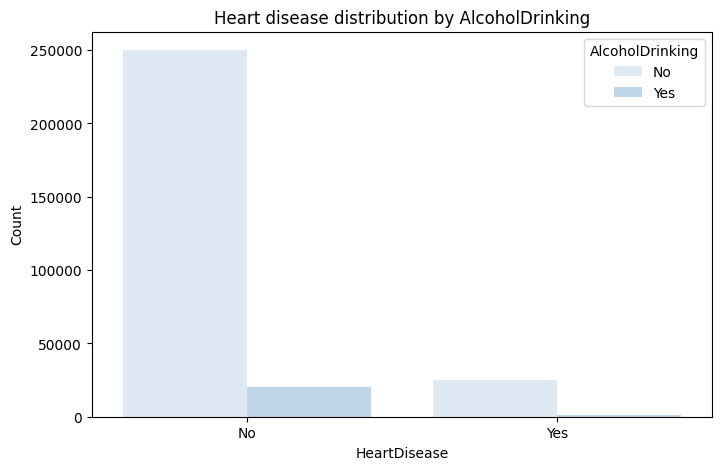 Heart disease distribution by AlcoholDrinking
AlcoholDrinking
No
Yes
Count
250000
200000
150000
100000
50000
0
No
Yes
HeartDisease